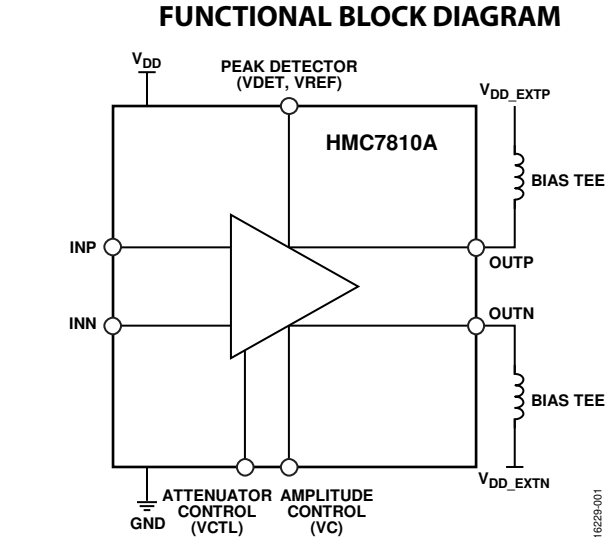 FUNCTIONAL BLOCK DIAGRAM
VDD
PEAK DETECTOR
(VDET, VREF)
VDD_EXTP
HMC7810A
BIAS TEE
INP
OUTP
INN
OUTN
BIAS TEE
VDD_EXTN
GND
ATTENUATOR
CONTROL
(VCTL)
AMPLITUDE
CONTROL
(VC)
16229-001